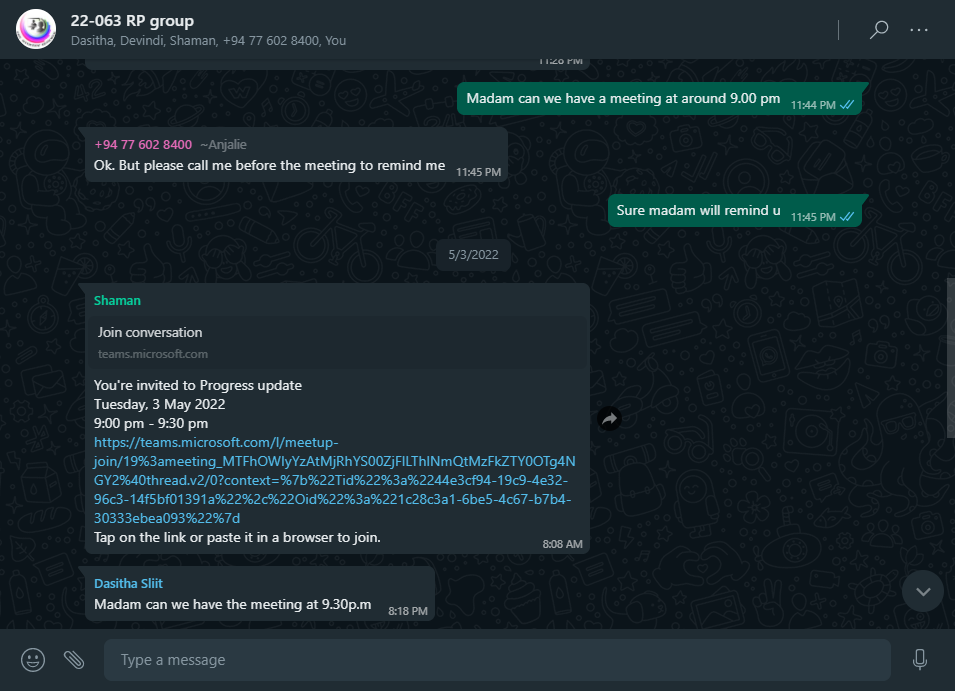 22-063 RP group
Dasitha, Devindi, Shaman, +94 77 602 8400, You
11:28 PM
Madam can we have a meeting at around 9.00 pm 11:44 PM
+94 77 602 8400 ~Anjalie
Ok. But please call me before the meeting to remind me 11:45 PM
Sure madam will remind u 11:45 PM
5/3/2022
Shaman
Join conversation
teams.microsoft.com
You're invited to Progress update
Tuesday, 3 May 2022
9:00 pm - 9:30 pm
https://teams.microsoft.com/l/meetup-
join/19%3ameeting_MTFhOWIyYzAtMjRhYS00ZjFlLThlNmQtMzFkZTY0OTg4N
GY2%40thread.v2/0?context=%7b%22Tid%22%3a%2244e3cf94-19c9-4e32-
96c3-14f5bf01391a%22%2c%22Oid%22%3a%221c28c3a1-6be5-4c67-b7b4-
30333ebea093%22%7d
Tap on the link or paste it in a browser to join.
8:08 AM
Dasitha Sliit
Madam can we have the meeting at 9.30p.m 8:18 PM
Type a message